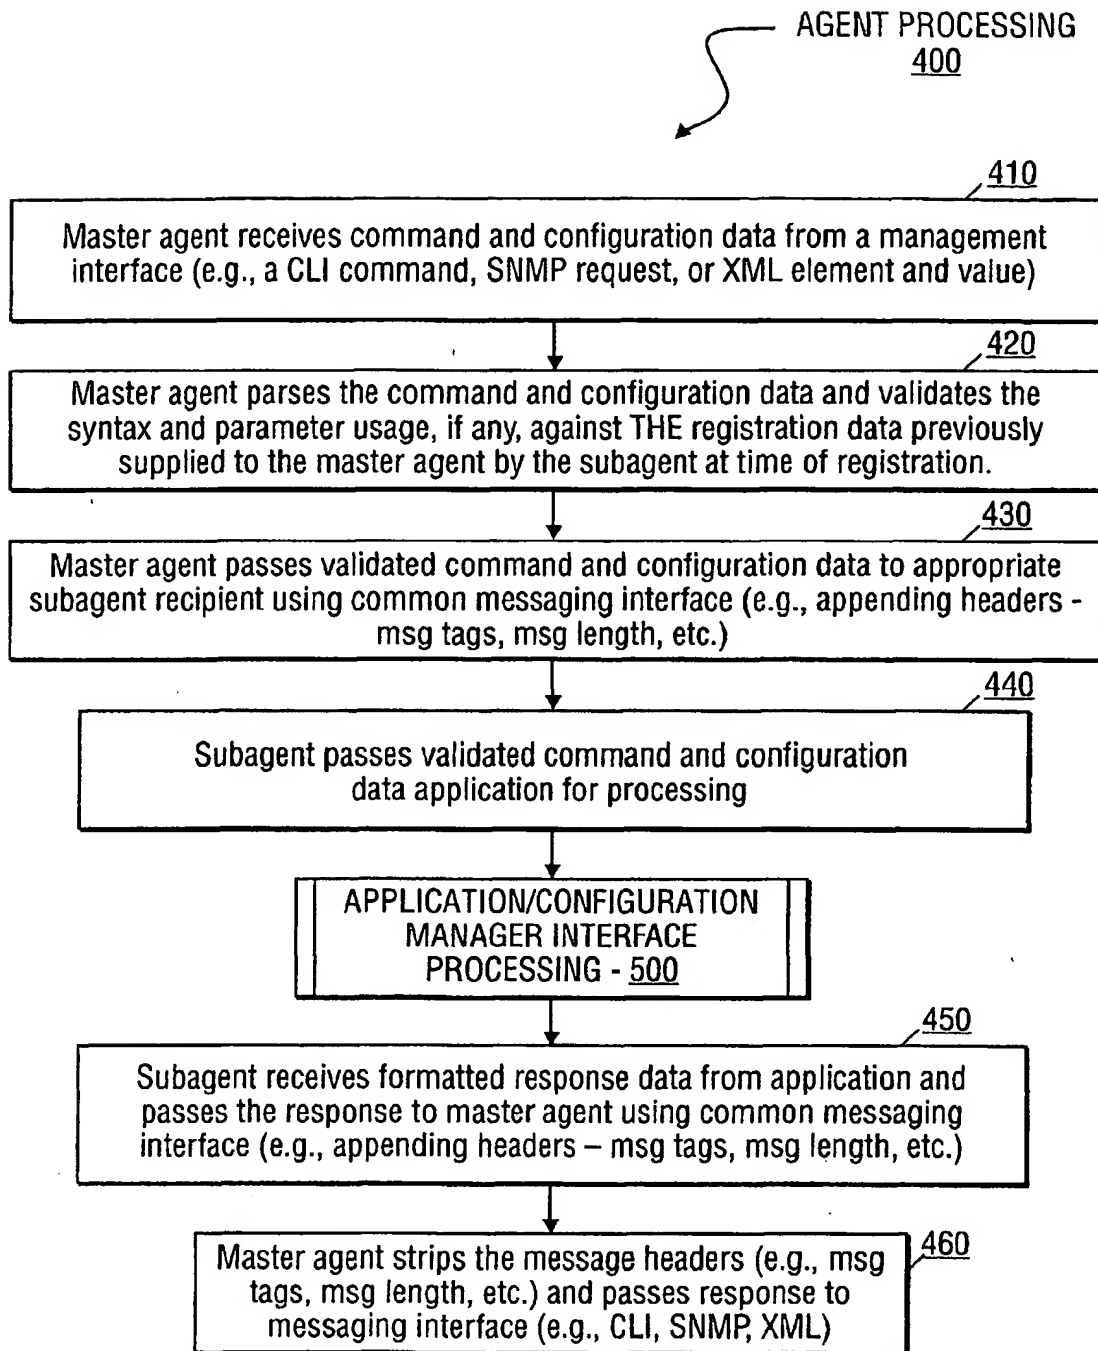 AGENT PROCESSING
400
410
Master agent receives command and configuration data from a management
interface (e.g., a CLI command, SNMP request, or XML element and value)
420
Master agent parses the command and configuration data and validates the
syntax and parameter usage, if any, against THE registration data previously
supplied to the master agent by the subagent at time of registration.
430
Master agent passes validated command and configuration data to appropriate
subagent recipient using common messaging interface (e.g., appending headers -
msg tags, msg length, etc.)
440
Subagent passes validated command and configuration
data application for processing
APPLICATION/CONFIGURATION
MANAGER INTERFACE
PROCESSING - 500
450
Subagent receives formatted response data from application and
passes the response to master agent using common messaging
interface (e.g., appending headers – msg tags, msg length, etc.)
460
Master agent strips the message headers (e.g., msg
tags, msg length, etc.) and passes response to
messaging interface (e.g., CLI, SNMP, XML)